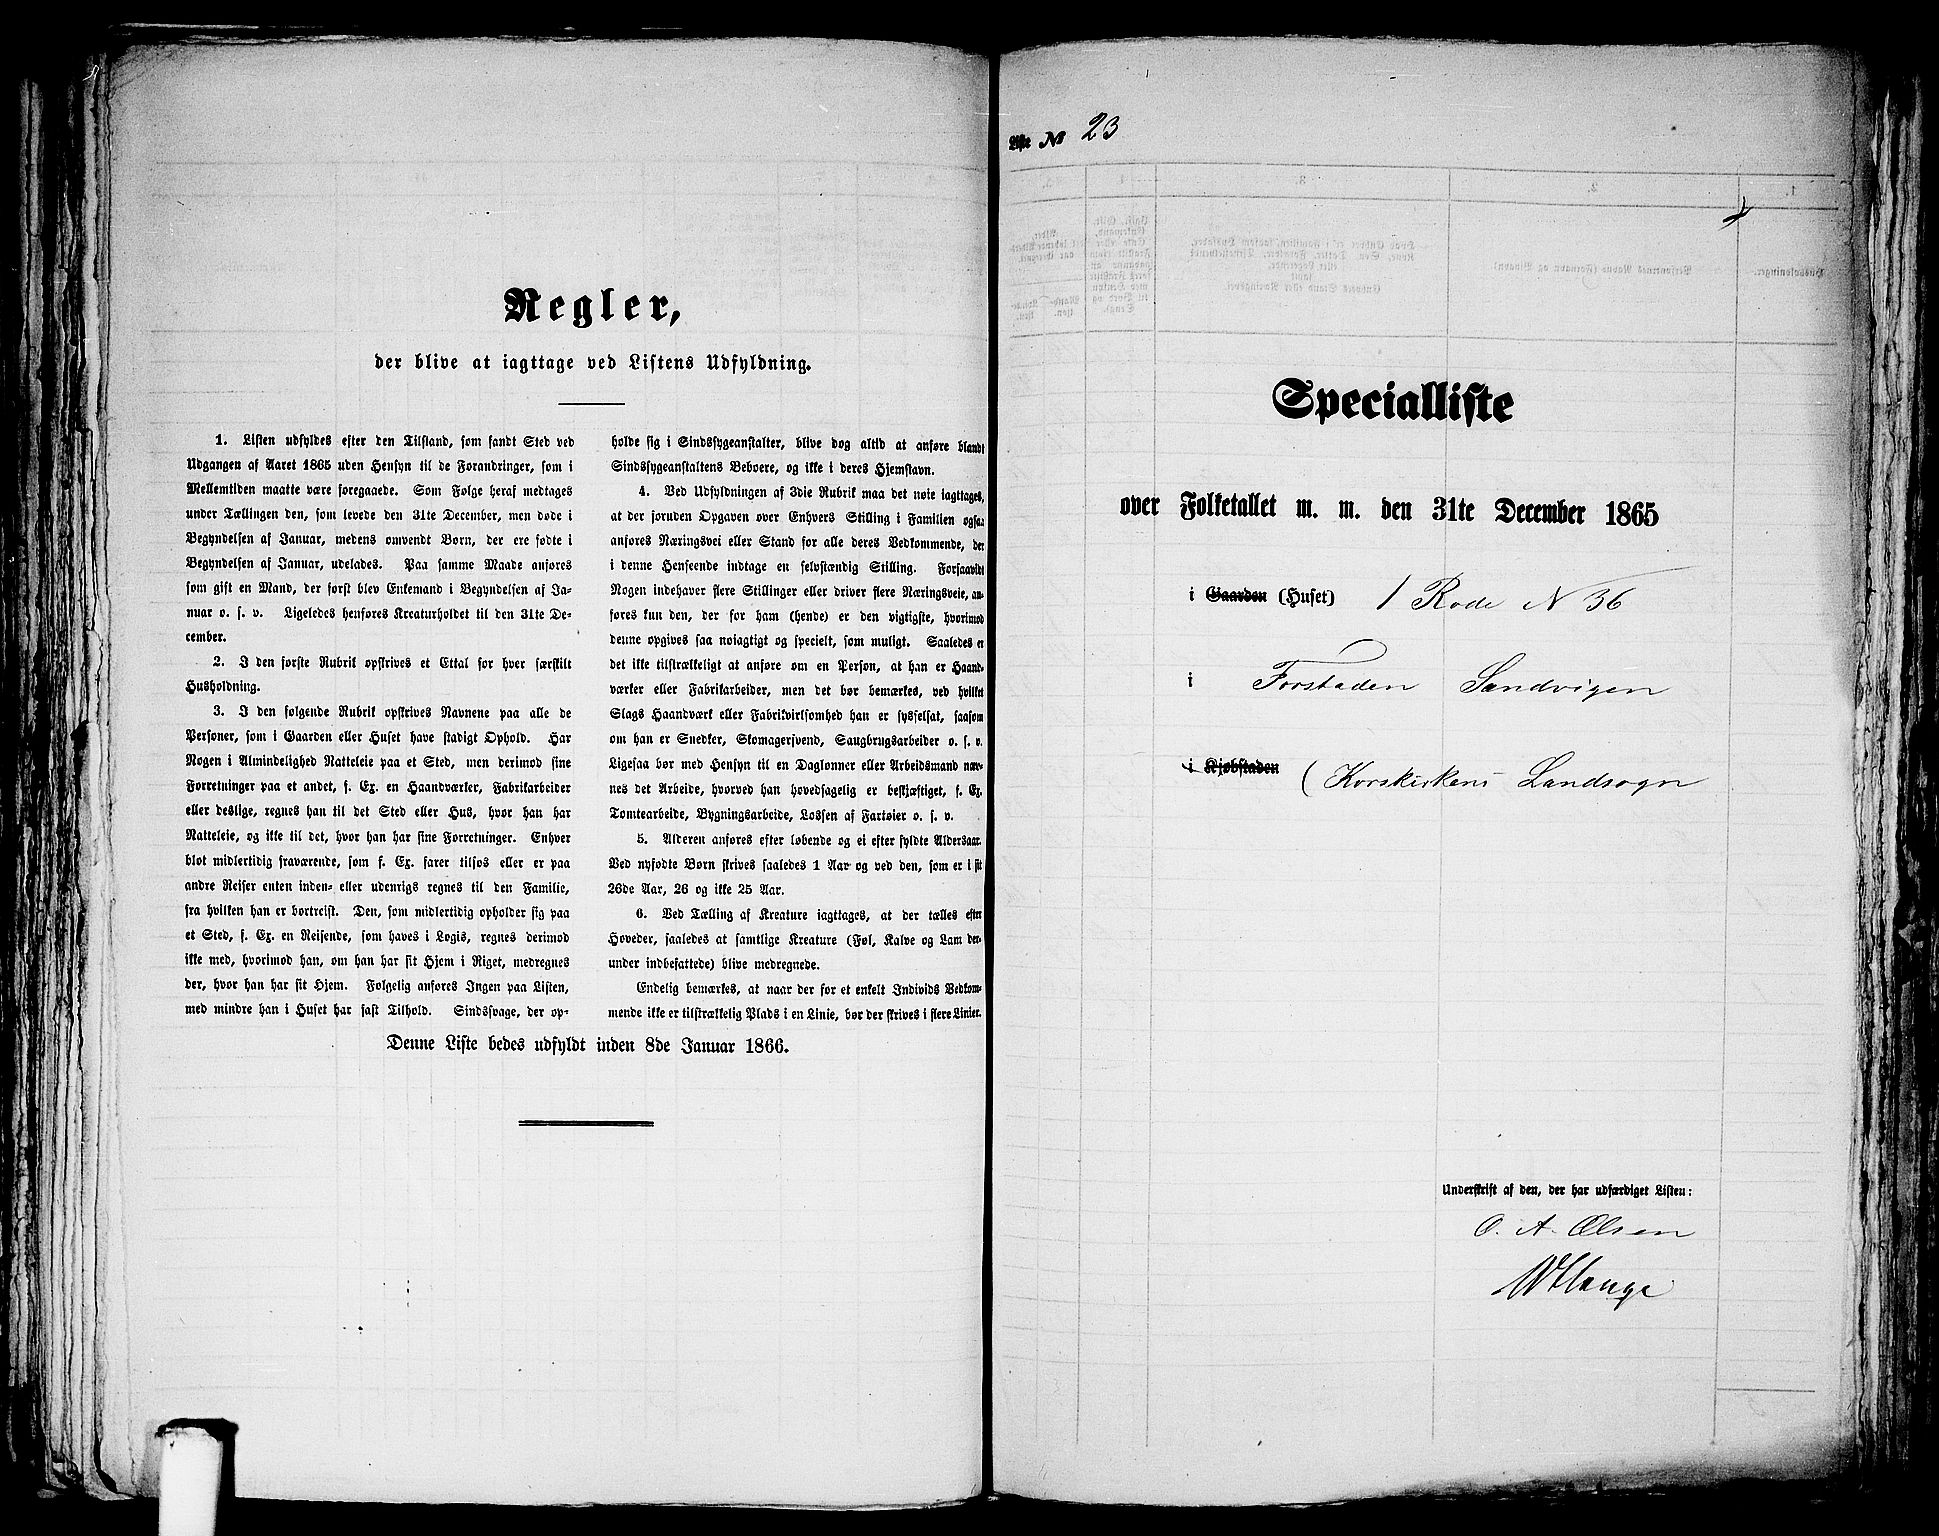 Regler,
der blive at iagttage ved Listens Udfyldning.
1. Listen udfyldes efter den Tilstand, som fandt Sted ved
Udgangen af Aaret 1865 uden Hensyn til de Forandringer, som i
Mellemtiden maatte være foregaaede. Som Følge heraf medtages
under Tællingen den, som levede den 31te December, men døde i
Begyndelsen af Januar, medens omvendt Børn, der ere fødte i
Begyndelsen af Januar, udelades. Paa samme Maade anføres
som gift en Mand, der først blev Enkemand i Begyndelsen af Ja-
nuar o. s. v. Ligeledes henføres Kreaturholdet til den 31te De-
cember.
2. I den første Rubrik opskrives et Ettal for hver særskilt
Husholdning.
3. I den følgende Rubrik opskrives Navnene paa alle de
Personer, som i Gaarden eller Huset have stadigt Ophold. Har
Nogen i Almindelighed Natteleie paa et Sted, men derimod sine
Forretninger paa et andet, f. Ex. en Haandværker, Fabrikarbeider
eller deslige, regnes han til det Sted eller Hus, hvor han har
Natteleie, og ikke til det, hvor han har sine Forretninger. Enhver
blot midlertidig fraværende, som f. Ex. farer tilsøs eller er paa
andre Reiser enten inden- eller udenrigs regnes til den Familie,
fra hvilken han er bortreist. Den, som midlertidig opholder sig paa
et Sted, f. Ex. en Reisende, som haves i Logis, regnes derimod
ikke med, hvorimod han, om han har sit Hjem i Riget, medregnes
der, hvor han har sit Hjem. Følgelig anføres Ingen paa Listen,
med mindre han i Huset har fast Tilhold. Sindssvage, der op-
holde sig i Sindssygeanstalter, blive dog altid at anføre blandt
Sindssygeanstaltens Beboere, og ikke i deres Hjemstavn.
4. Ved Udfyldningen af 3die Rubrik maa det nøie iagttages,
at der foruden Opgaven over Enhvers Stilling i Familien ogsaa
anføres Næringsvei eller Stand for alle deres Vedkommende, der
i denne Henseende indtage en selvstændig Stilling. Forsaavidt
Nogen indehaver flere Stillinger eller driver flere Næringsveie, an-
føres kun den, der for ham (hende) er den vigtigste, hvorimod
denne opgives saa nøiagtigt og specielt, som muligt. Saaledes er
det ikke tilstrækkeligt at anføre om en Person, at han er Haand-
værker eller Fabrikarbeider, men det bør bemærkes, ved hvilket
Slags Haandværk eller Fabrikvirksomhed han er sysselsat, saasom
om han er Snedker, Skomagersvend, Saugbrugsarbeider o. s. v.
Ligesaa bør med Hensyn til en Dagløner eller Arbeidsmand næv-
nes det Arbeide, hvorved han hovedsagelig er beskjæftiget, f. Ex.
Tomtearbeide, Bygningsarbeide, Lossen af Fartøier o. s. v.
5. Alderen anføres efter løbende og ei efter fyldte Aldersaar.
Ved nyfødte Børn skrives saaledes 1 Aar og ved den, som er i sit
26de Aar, 26 og ikke 25 Aar.
6. Ved Tælling af Kreature iagttages, at der tælles efter
Hoveder, saaledes at samtlige Kreature (Føl, Kalve og Lam der-
under indbefattede) blive medregnede.
Endelig bemærkes, at naar der for et enkelt Individs Vedkom-
mende ikke er tilstrækkelig Plads i en Linie, bør der skrives i flere Linier.
Denne Liste bedes udfyldt inden 8de Januar 1866.
Liste № 23
Specialliste
over Folketallet m. m. den 31te December 1865
i Gaarden (Huset) 1 Rode N 36
i Forstaden Sandvigen
i Kjøbstaden (Korskirkens Landsogn
Underskrift af den, der har udfærdiget Listen:
O. A. Olsen